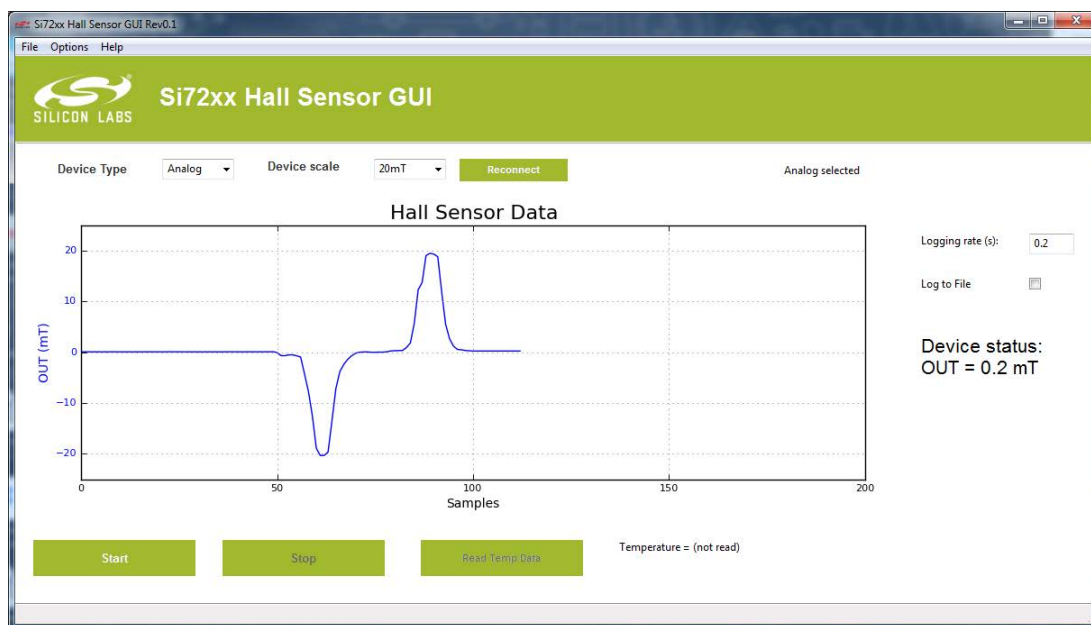 Si72xx Hall Sensor GUI Rev0.1
File Options Help
SILICON LABS
Si72xx Hall Sensor GUI
Device Type
Analog
Device scale
20mT
Reconnect
Analog selected
Hall Sensor Data
20
10
0
−10
−20
OUT (mT)
0
50
100
150
200
Samples
Logging rate (s):
0.2
Log to File
Device status:
OUT = 0.2 mT
Start
Stop
Read Temp Data
Temperature = (not read)